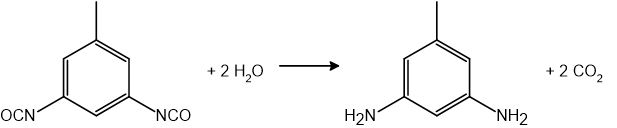 OCN NCO + 2 H₂O H₂N NH₂ + 2 CO₂